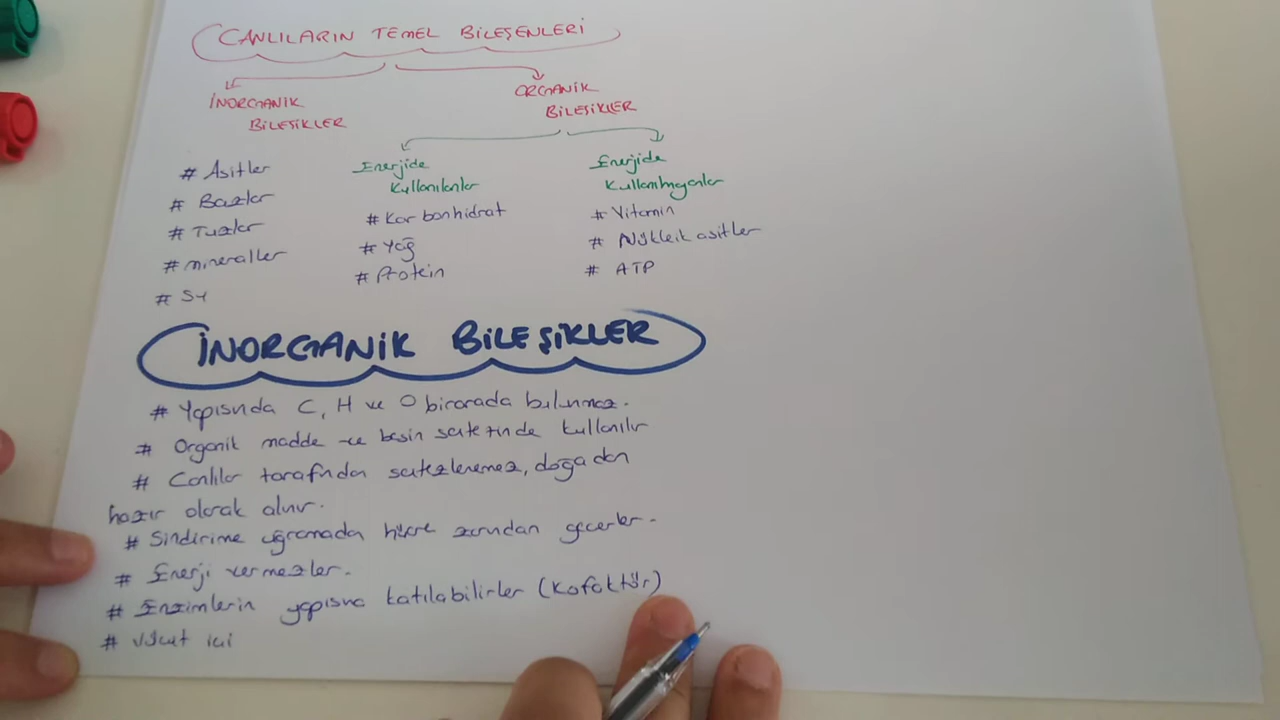 CANLILARIN TEMEL BİLEŞENLERİ
İNORGANİK
BİLEŞİKLER
# Asitler
# Bazlar
# Tuzlar
# mineraller
# Su
ORGANİK
BİLEŞİKLER
Enerjide
Kullanılanlar
# Karbonhidrat
# Yağ
# Protein
Enerjide
Kullanılmayanlar
# Vitamin
# Nükleik asitler
# ATP
İNORGANİK BİLEŞİKLER
# Yapısında C, H ve O birarada bulunmaz.
# Organik madde ve besin sentezinde kullanılır
# Canlılar tarafından sentezlenemez, doğadan
hazır olarak alınır.
# Sindirime uğramadan hücre zarından geçerler.
# Enerji vermezler.
# Enzimlerin yapısına katılabilirler (Kofaktör)
# Vücut içi